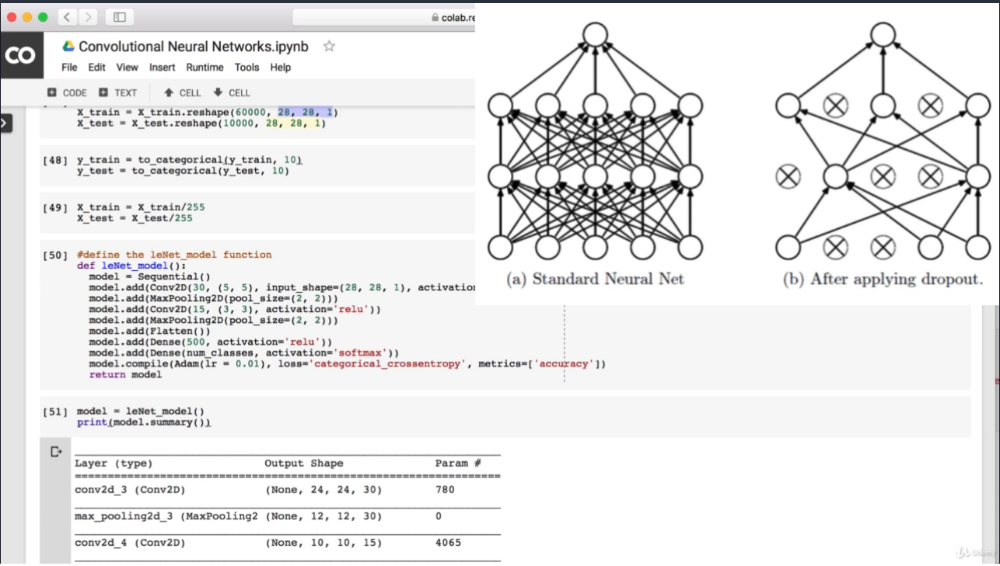 colab.re
CO
Convolutional Neural Networks.ipynb
File Edit View Insert Runtime Tools Help
CODE TEXT CELL CELL
X_train = X_train.reshape(60000, 28, 28, 1)
X_test = X_test.reshape(10000, 28, 28, 1)
[48] y_train = to_categorical(y_train, 10)
y_test = to_categorical(y_test, 10)
[49] X_train = X_train/255
X_test = X_test/255
[50] #define the leNet_model function
def leNet_model():
model = Sequential()
model.add(Conv2D(30, (5, 5), input_shape=(28, 28, 1), activation
model.add(MaxPooling2D(pool_size=(2, 2)))
model.add(Conv2D(15, (3, 3), activation='relu'))
model.add(MaxPooling2D(pool_size=(2, 2)))
model.add(Flatten())
model.add(Dense(500, activation='relu'))
model.add(Dense(num_classes, activation='softmax'))
model.compile(Adam(lr = 0.01), loss='categorical_crossentropy', metrics=['accuracy'])
return model
[51] model = leNet_model()
print(model.summary())
Layer (type) Output Shape Param #
conv2d_3 (Conv2D) (None, 24, 24, 30) 780
max_pooling2d_3 (MaxPooling2 (None, 12, 12, 30) 0
conv2d_4 (Conv2D) (None, 10, 10, 15) 4065
(a) Standard Neural Net
(b) After applying dropout.
Udemy